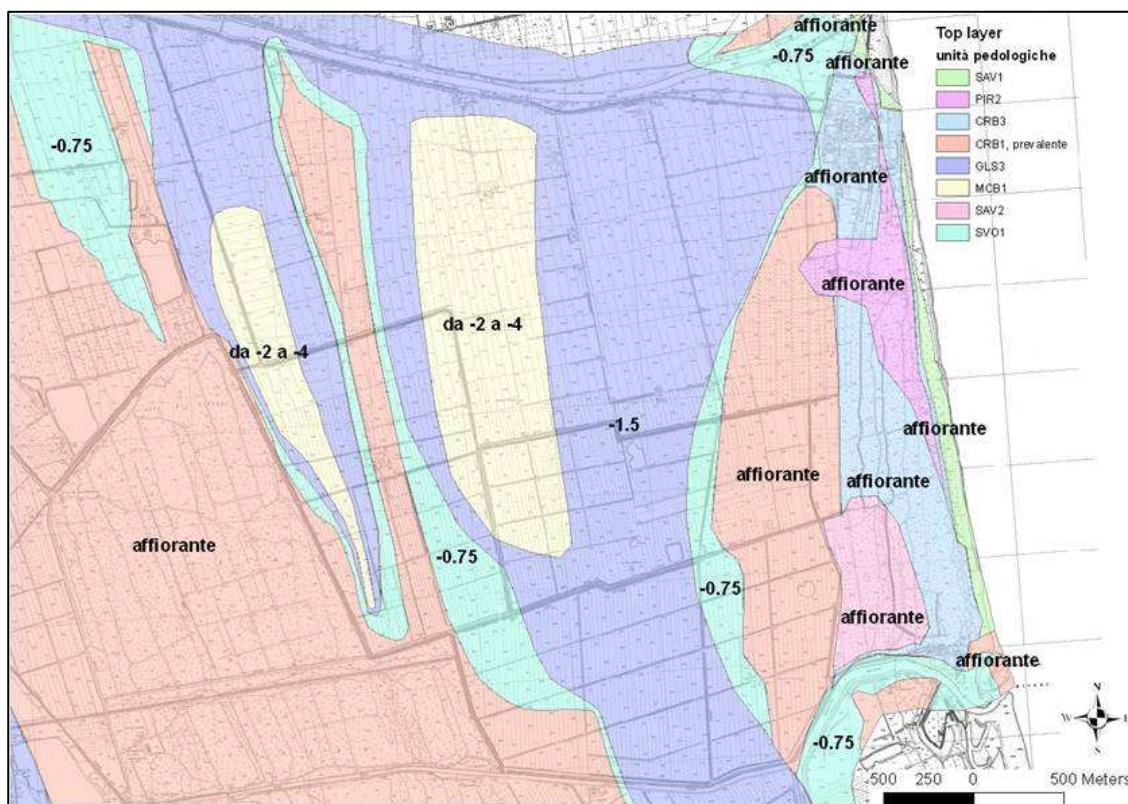 affiorante
-0.75
affiorante
Top layer
unità pedologiche
SAV1
PIR2
CRB3
CRB1, prevalente
GLS3
MCB1
SAV2
SVO1
-0.75
affiorante
affiorante
da -2 a -4
da -2 a -4
-1.5
affiorante
affiorante
affiorante
affiorante
-0.75
-0.75
affiorante
affiorante
-0.75
N
W
E
S
500 250 0 500 Meters